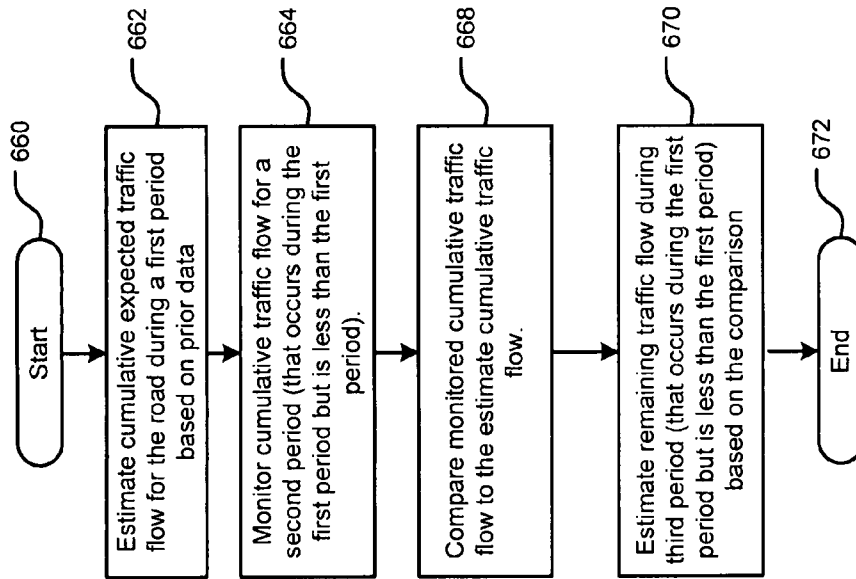 Start
660
Estimate cumulative expected traffic
flow for the road during a first period
based on prior data
662
Monitor cumulative traffic flow for a
second period (that occurs during the
first period but is less than the first
period).
664
Compare monitored cumulative traffic
flow to the estimate cumulative traffic
flow.
668
Estimate remaining traffic flow during
third period (that occurs during the first
period but is less than the first period)
based on the comparison
670
End
672